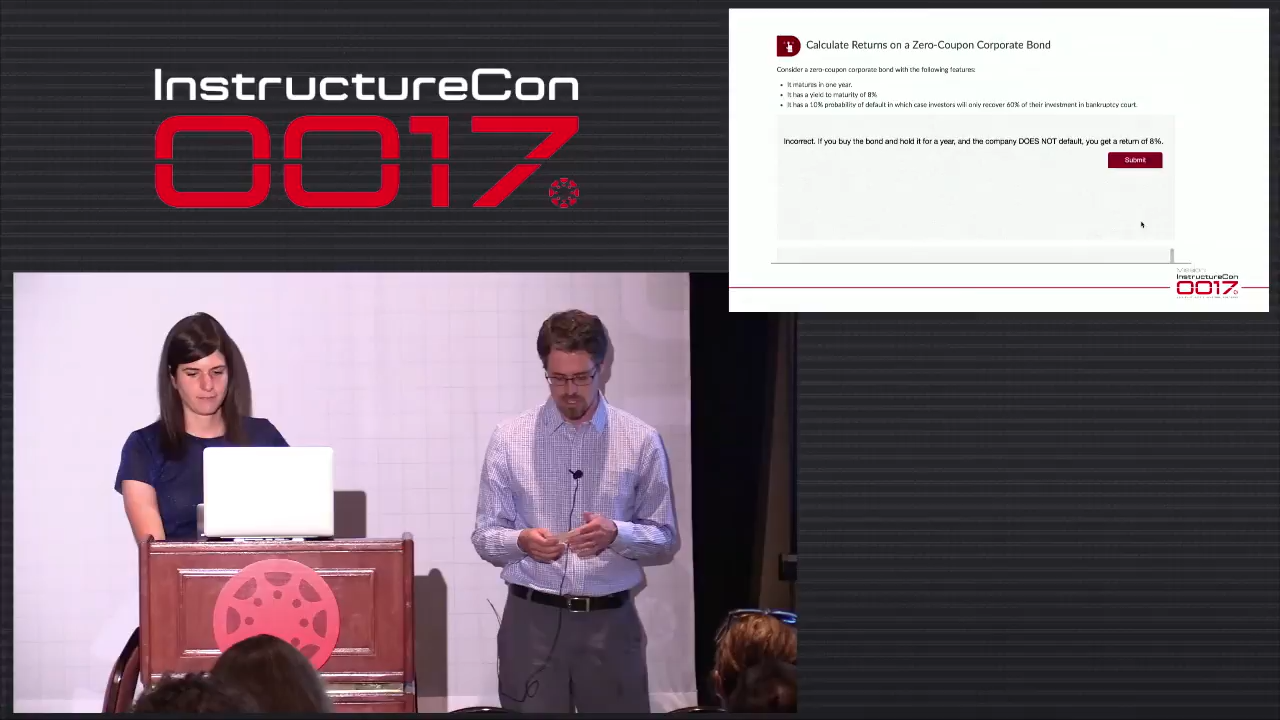 InstructureCon
0017
Calculate Returns on a Zero-Coupon Corporate Bond
Consider a zero-coupon corporate bond with the following features:
It matures in one year.
It has a yield to maturity of 8%
It has a 10% probability of default in which case investors will only recover 60% of their investment in bankruptcy court.
Incorrect. If you buy the bond and hold it for a year, and the company DOES NOT default, you get a return of 8%.
Submit
InstructureCon
0017